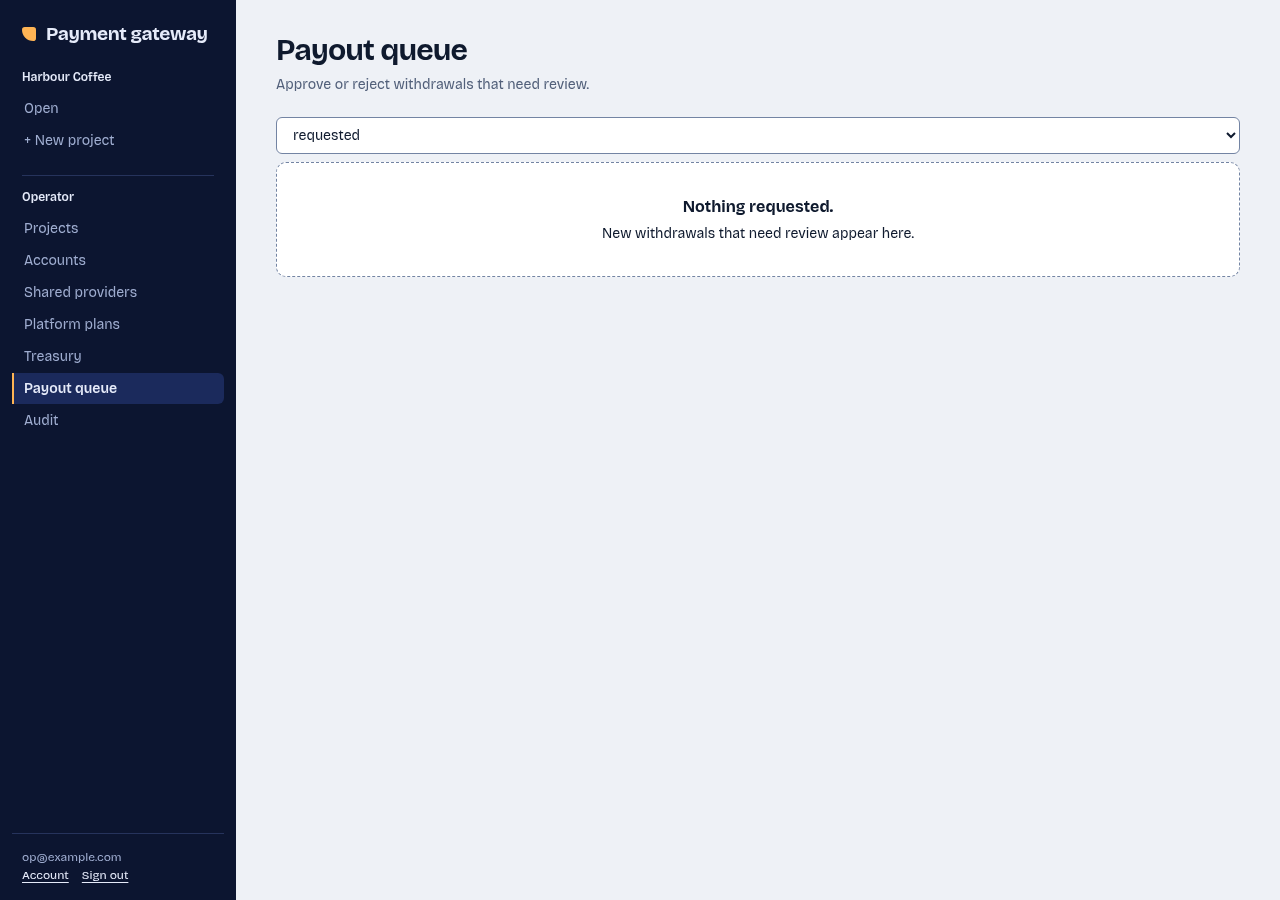 Payment gateway
Harbour Coffee
Open
+ New project
Operator
Projects
Accounts
Shared providers
Platform plans
Treasury
Payout queue
Audit
op@example.com
Account Sign out
Payout queue
Approve or reject withdrawals that need review.
requested
Nothing requested.
New withdrawals that need review appear here.